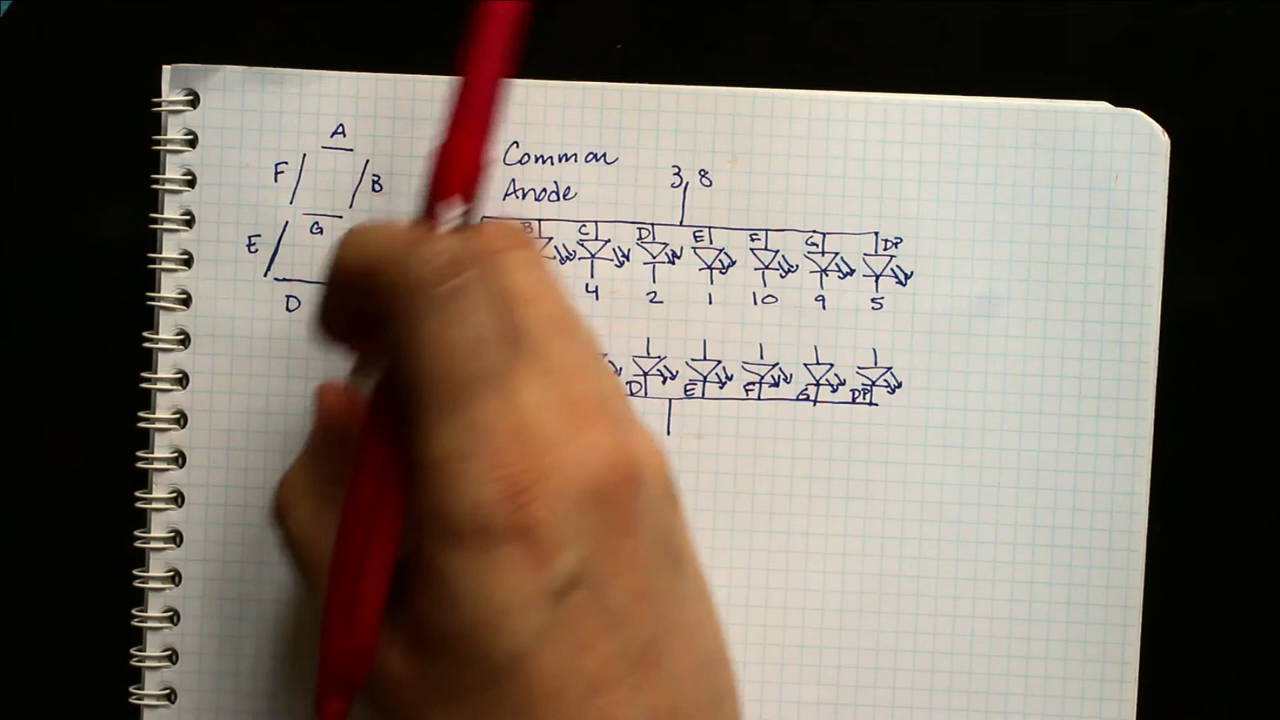 A
F B
G
E
D
Common
Anode
3, 8
B C D E F G DP
4 2 1 10 9 5
D E F G DP